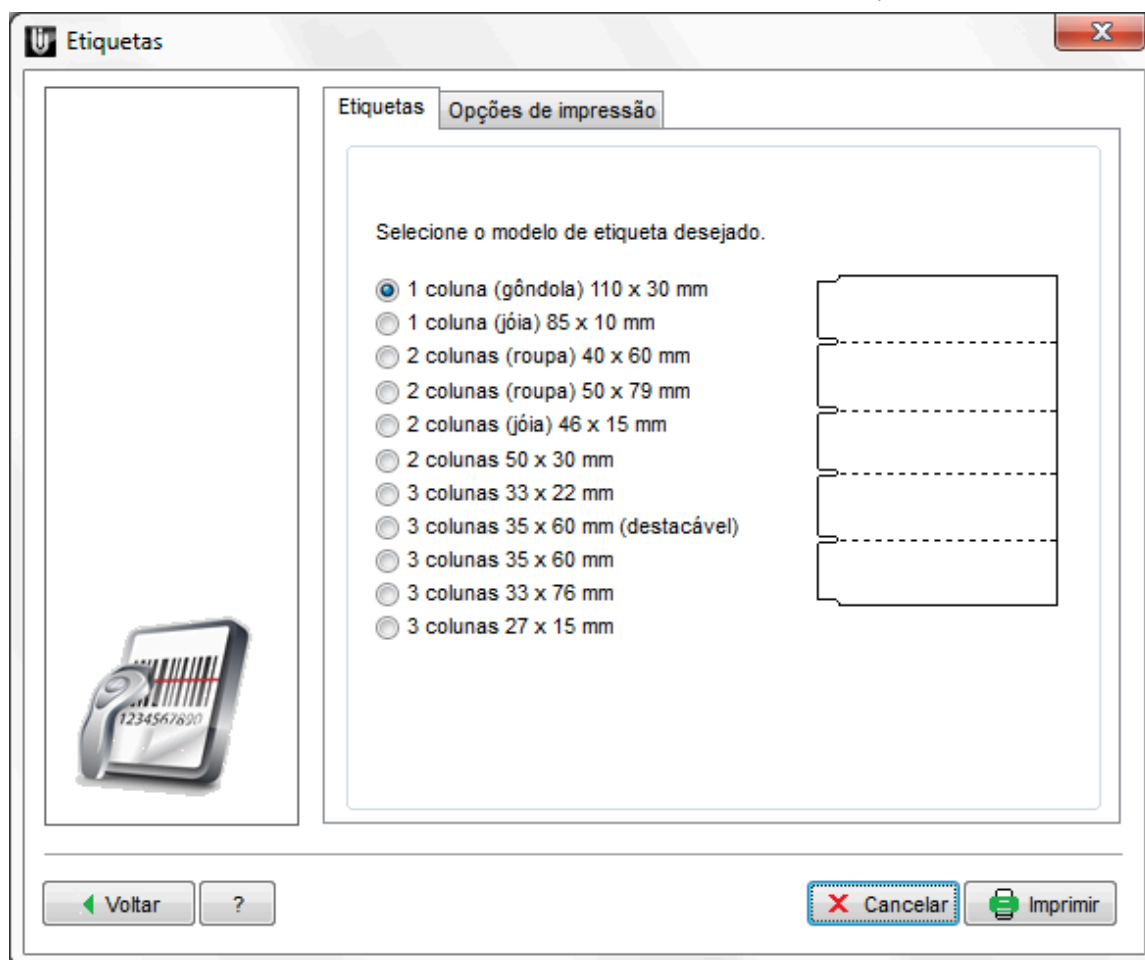 Etiquetas
Etiquetas
Opções de impressão
Selecione o modelo de etiqueta desejado.
1 coluna (gôndola) 110 x 30 mm
1 coluna (jóia) 85 x 10 mm
2 colunas (roupa) 40 x 60 mm
2 colunas (roupa) 50 x 79 mm
2 colunas (jóia) 46 x 15 mm
2 colunas 50 x 30 mm
3 colunas 33 x 22 mm
3 colunas 35 x 60 mm (destacável)
3 colunas 35 x 60 mm
3 colunas 33 x 76 mm
3 colunas 27 x 15 mm
1234567890
Voltar
?
Cancelar
Imprimir